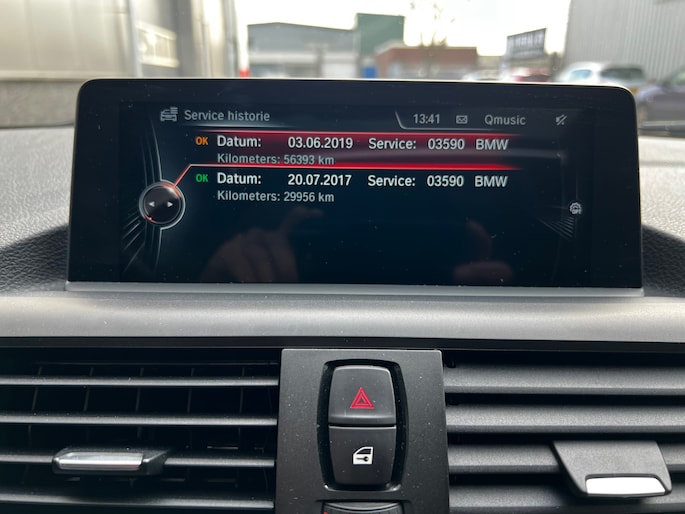 Service historie
13:41
Qmusic
OK Datum: 03.06.2019 Service: 03590 BMW
Kilometers: 56393 km
OK Datum: 20.07.2017 Service: 03590 BMW
Kilometers: 29956 km